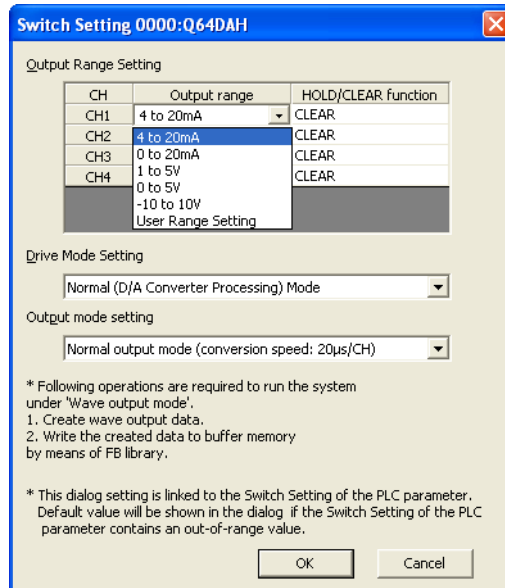 Switch Setting 0000:Q64DAH
Output Range Setting
CH Output range HOLD/CLEAR function
CH1 4 to 20mA CLEAR
CH2 4 to 20mA CLEAR
CH3 0 to 20mA CLEAR
CH4 1 to 5V CLEAR
0 to 5V
-10 to 10V
User Range Setting
Drive Mode Setting
Normal (D/A Converter Processing) Mode
Output mode setting
Normal output mode (conversion speed: 20µs/CH)
* Following operations are required to run the system
under 'Wave output mode'.
1. Create wave output data.
2. Write the created data to buffer memory
by means of FB library.
* This dialog setting is linked to the Switch Setting of the PLC parameter.
Default value will be shown in the dialog if the Switch Setting of the PLC
parameter contains an out-of-range value.
OK Cancel